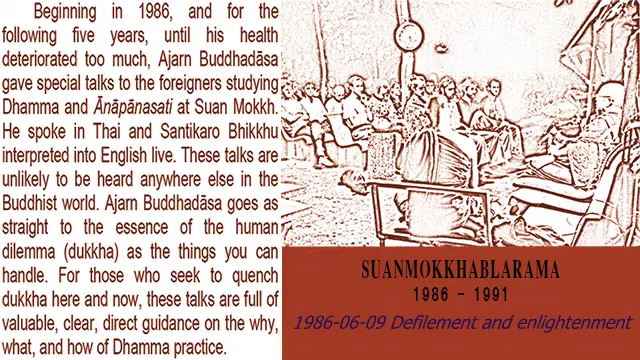 Beginning in 1986, and for the
following five years, until his health
deteriorated too much, Ajarn Buddhadāsa
gave special talks to the foreigners studying
Dhamma and Ānāpānasati at Suan Mokkh.
He spoke in Thai and Santikaro Bhikkhu
interpreted into English live. These talks are
unlikely to be heard anywhere else in the
Buddhist world. Ajarn Buddhadāsa goes as
straight to the essence of the human
dilemma (dukkha) as the things you can
handle. For those who seek to quench
dukkha here and now, these talks are full of
valuable, clear, direct guidance on the why,
what, and how of Dhamma practice.
SUANMOKKHABLARAMA
1986 - 1991
1986-06-09 Defilement and enlightenment